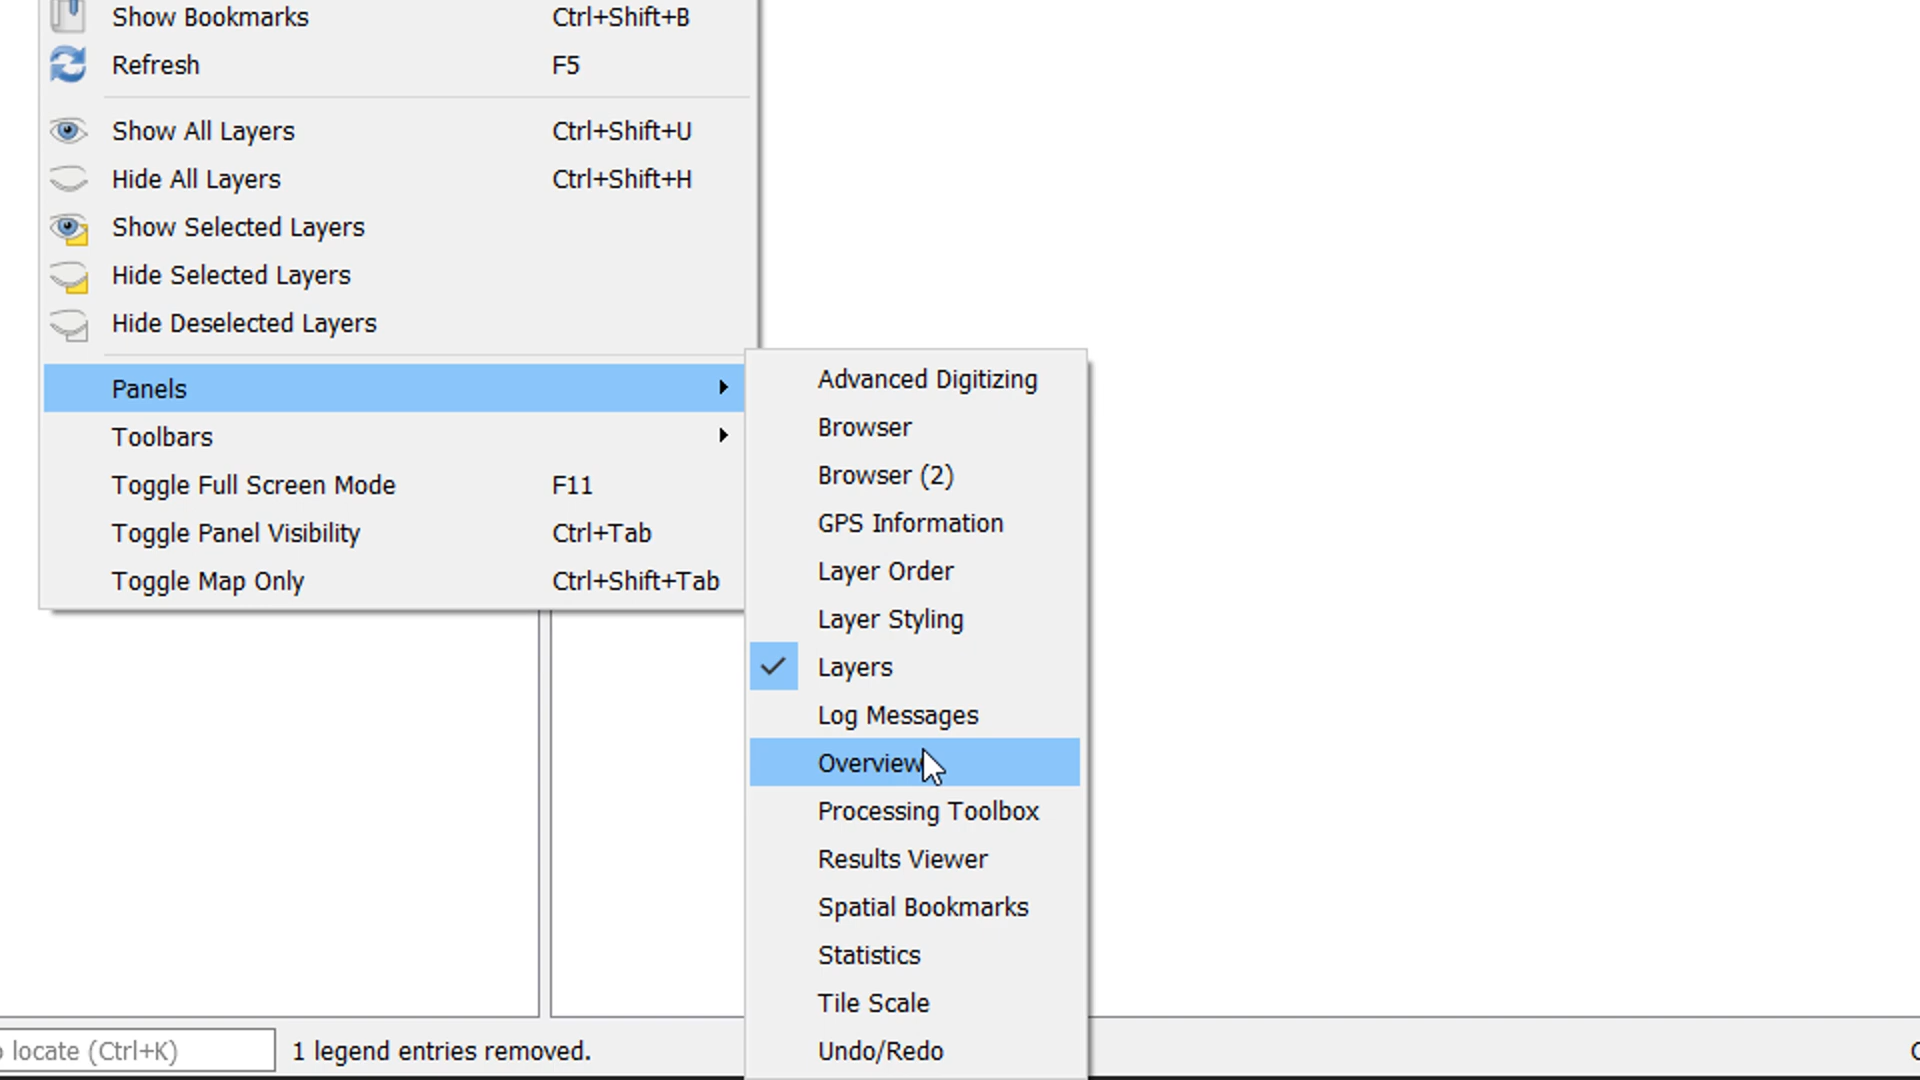 Show Bookmarks Ctrl+Shift+B
Refresh F5
Show All Layers Ctrl+Shift+U
Hide All Layers Ctrl+Shift+H
Show Selected Layers
Hide Selected Layers
Hide Deselected Layers
Panels
Toolbars
Toggle Full Screen Mode F11
Toggle Panel Visibility Ctrl+Tab
Toggle Map Only Ctrl+Shift+Tab
Advanced Digitizing
Browser
Browser (2)
GPS Information
Layer Order
Layer Styling
Layers
Log Messages
Overview
Processing Toolbox
Results Viewer
Spatial Bookmarks
Statistics
Tile Scale
Undo/Redo
locate (Ctrl+K) 1 legend entries removed.